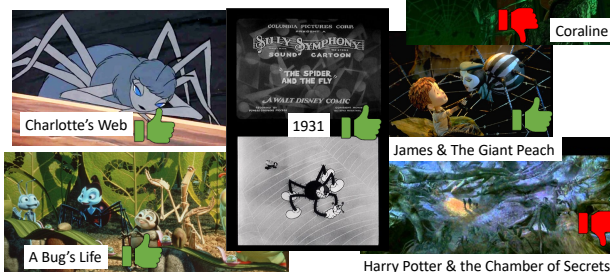 COLUMBIA PICTURES CORP
SILLY SYMPHONY
SOUND CARTOON
THE SPIDER
AND THE FLY
A WALT DISNEY COMIC
Coraline
Charlotte's Web
1931
James & The Giant Peach
A Bug's Life
Harry Potter & the Chamber of Secrets